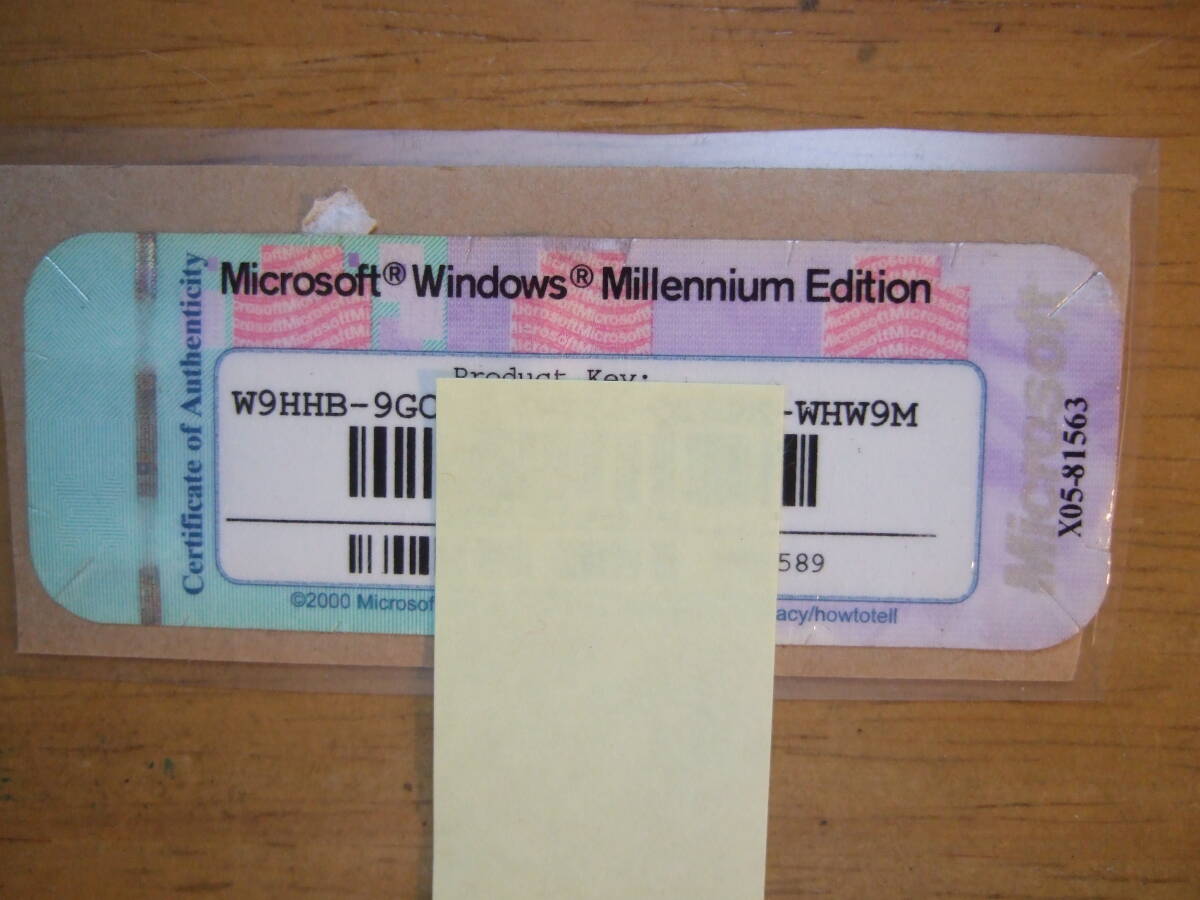 Microsoft® Windows® Millennium Edition
Certificate of Authenticity
Product Key:
W9HHB-9GC
-WHW9M
589
©2000 Microsof
acy/howtotell
Microsoft
X05-81563